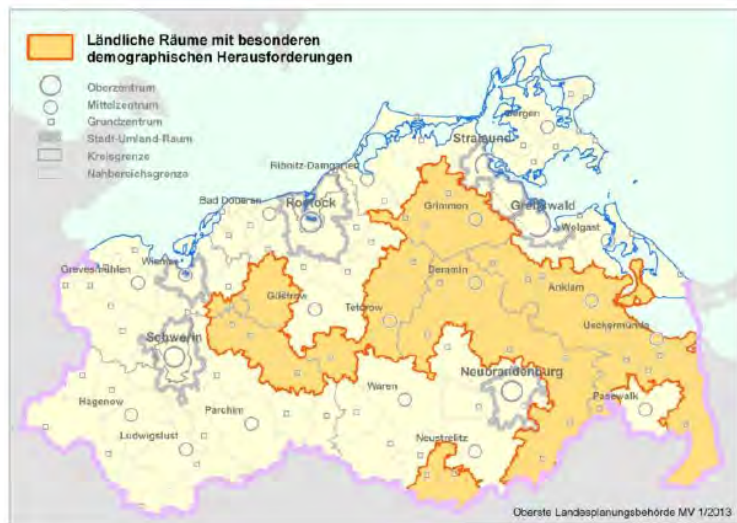 Ländliche Räume mit besonderen
demographischen Herausforderungen
Oberzentrum
Mittelzentrum
Grundzentrum
Stadt-Umland-Raum
Kreisgrenze
Nahbereichsgrenze
Bergen
Stralsund
Ribnitz-Damgarten
Bad Doberan
Rostock
Grimmen
Greifswald
Wolgast
Wismar
Grevesmühlen
Demmin
Anklam
Güstrow
Teterow
Ueckermünde
Schwerin
Neubrandenburg
Waren
Pasewalk
Hagenow
Parchim
Ludwigslust
Neustrelitz
Oberste Landesplanungsbehörde MV 1/2013